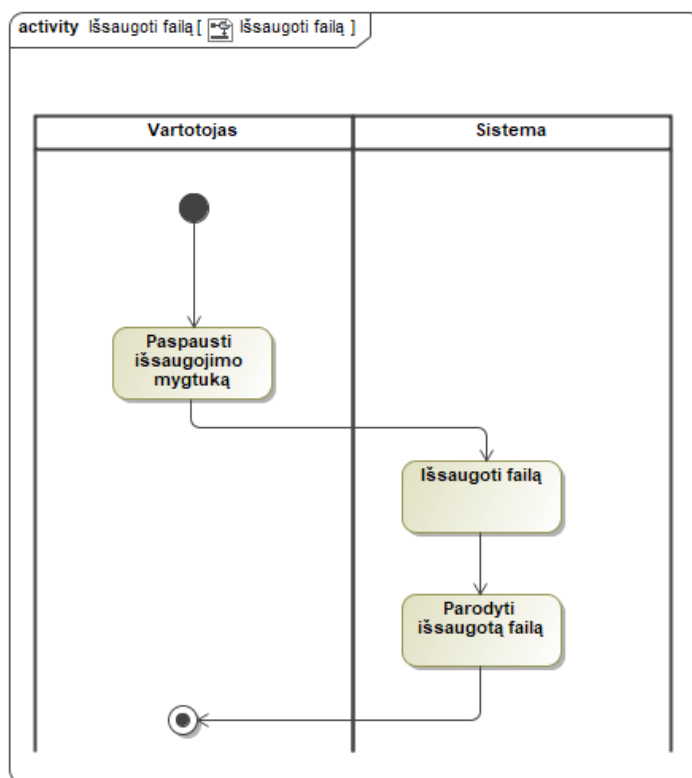 activity Išsaugoti failą [ Išsaugoti failą ]
Vartotojas
Sistema
Paspausti
išsaugojimo
mygtuką
Išsaugoti failą
Parodyti
išsaugotą failą